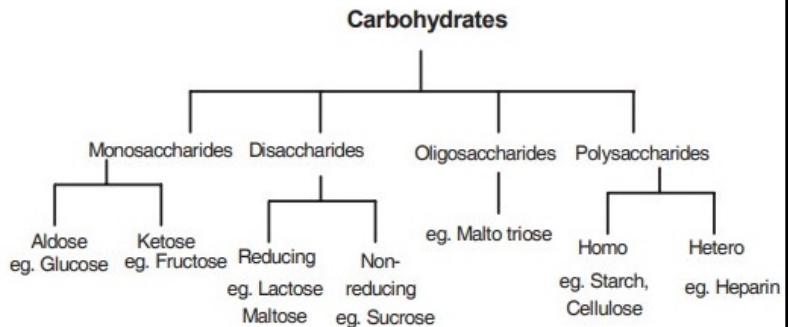 Carbohydrates
Monosaccharides Disaccharides Oligosaccharides Polysaccharides
Aldose
eg. Glucose
Ketose
eg. Fructose
Reducing
eg. Lactose
Maltose
Non-
reducing
eg. Sucrose
eg. Malto triose
Homo
eg. Starch,
Cellulose
Hetero
eg. Heparin